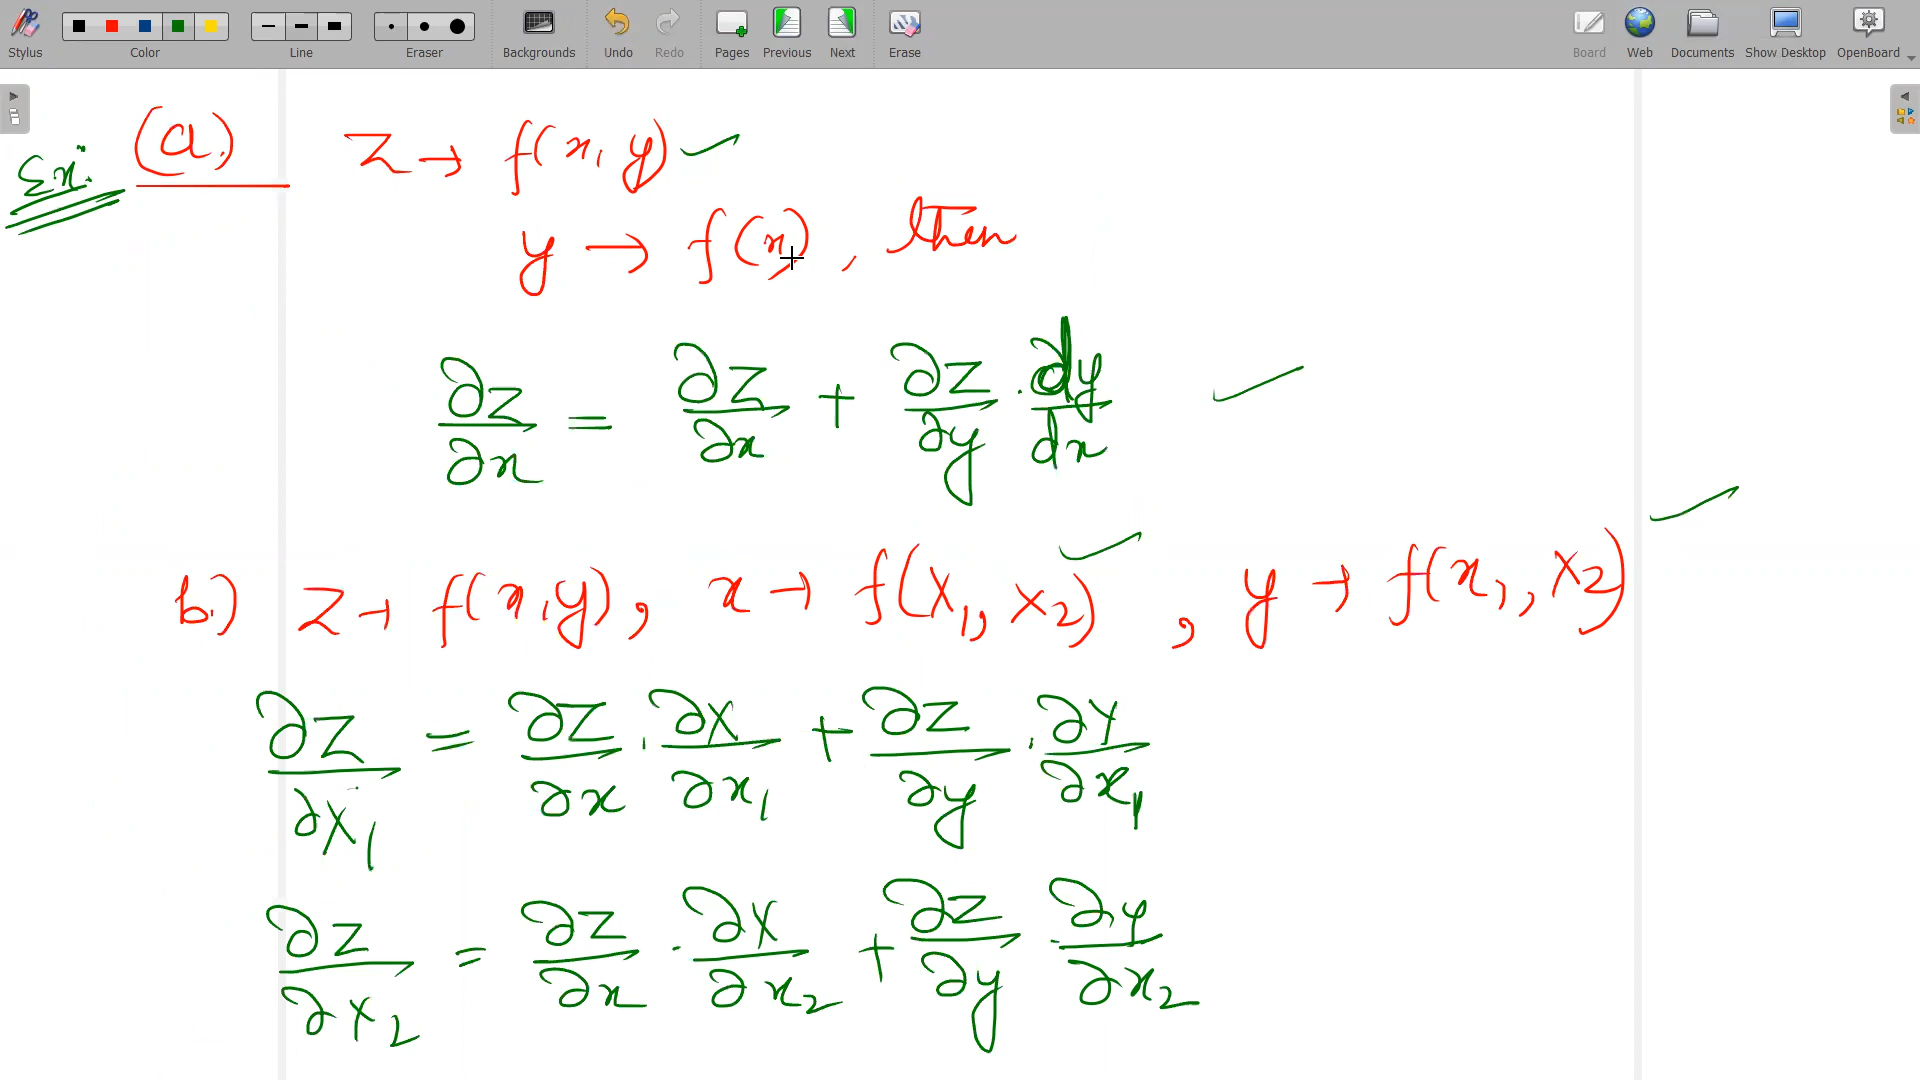 Stylus Color Line Eraser Backgrounds Undo Redo Pages Previous Next Erase Board Web Documents Show Desktop OpenBoard
Ex. (a.) z → f(x, y) ✓
y → f(x), then
∂z/∂x = ∂z/∂x + ∂z/∂y · dy/dx ✓
b.) z → f(x, y), x → f(x₁, x₂) ✓, y → f(x₁, x₂) ✓
∂z/∂x₁ = ∂z/∂x · ∂x/∂x₁ + ∂z/∂y · ∂y/∂x₁
∂z/∂x₂ = ∂z/∂x · ∂x/∂x₂ + ∂z/∂y · ∂y/∂x₂